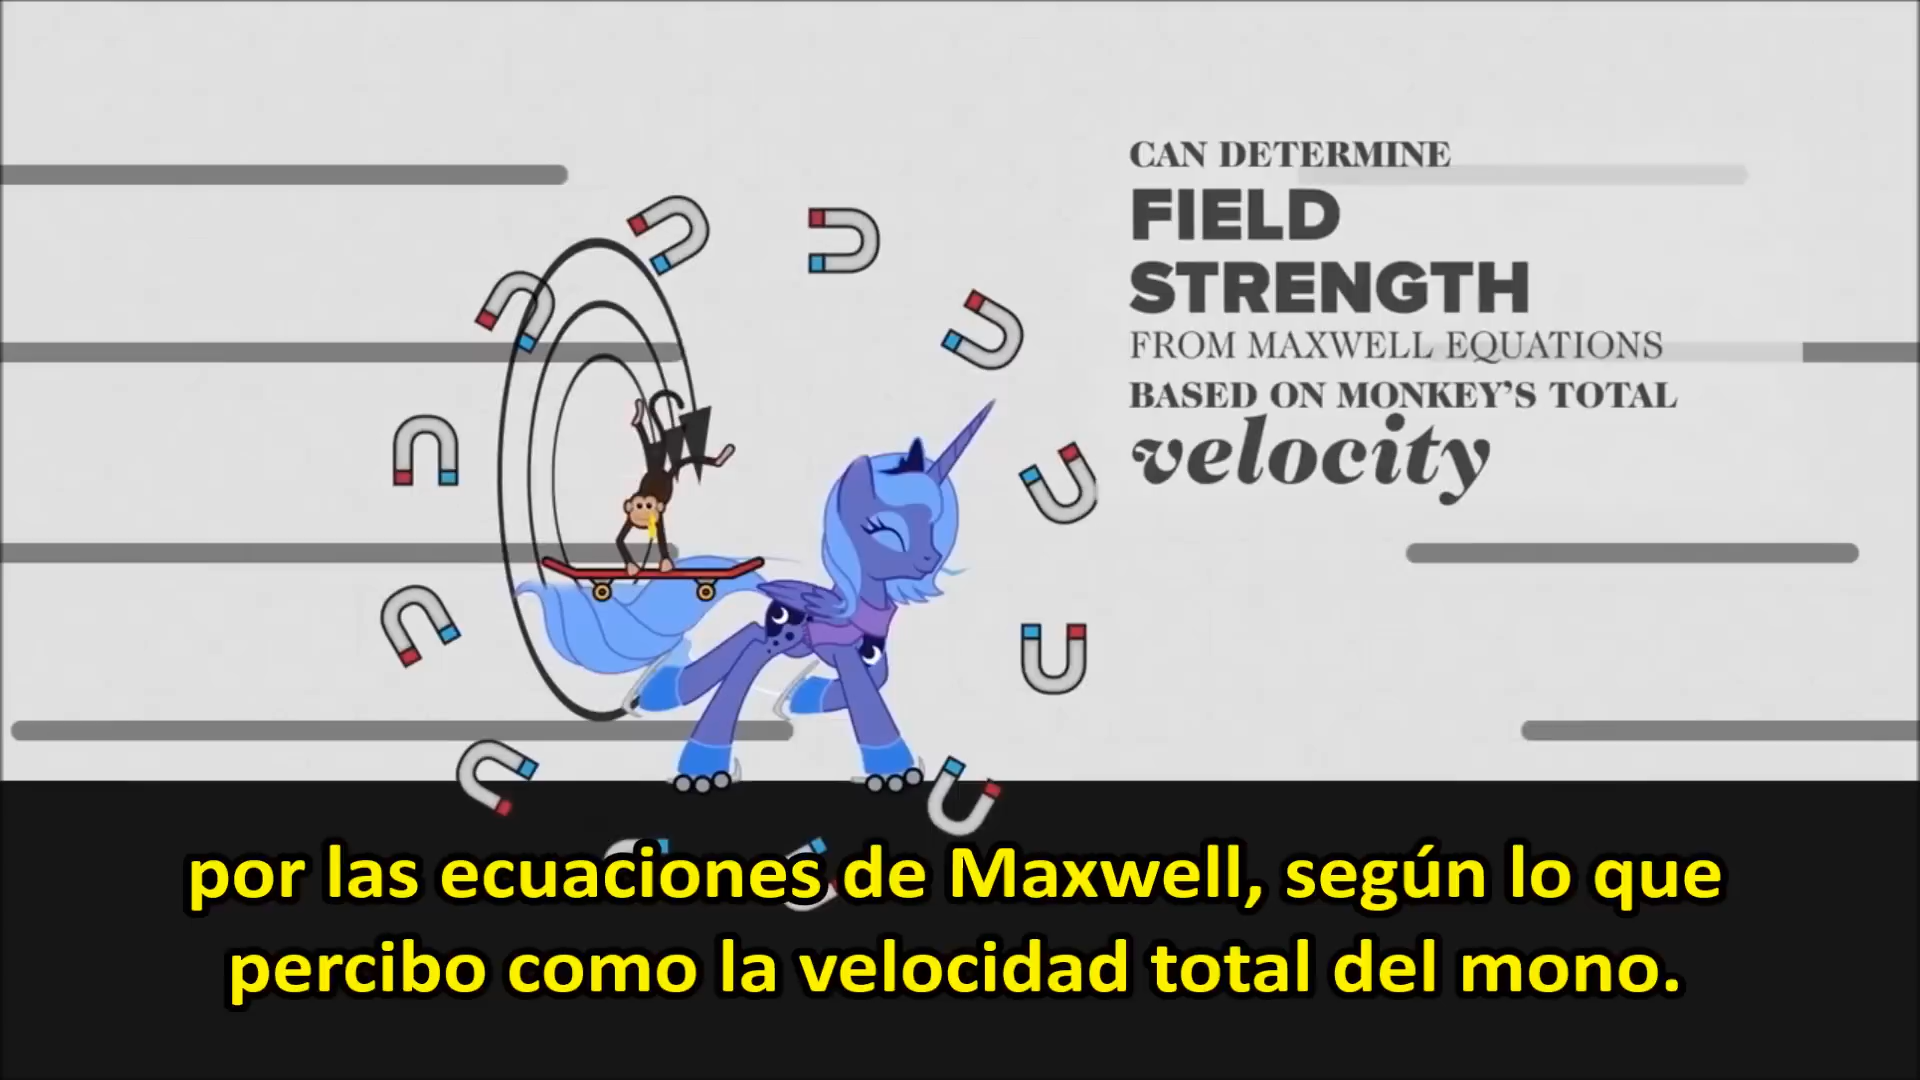 CAN DETERMINE
FIELD
STRENGTH
FROM MAXWELL EQUATIONS
BASED ON MONKEY'S TOTAL
velocity
por las ecuaciones de Maxwell, según lo que
percibo como la velocidad total del mono.